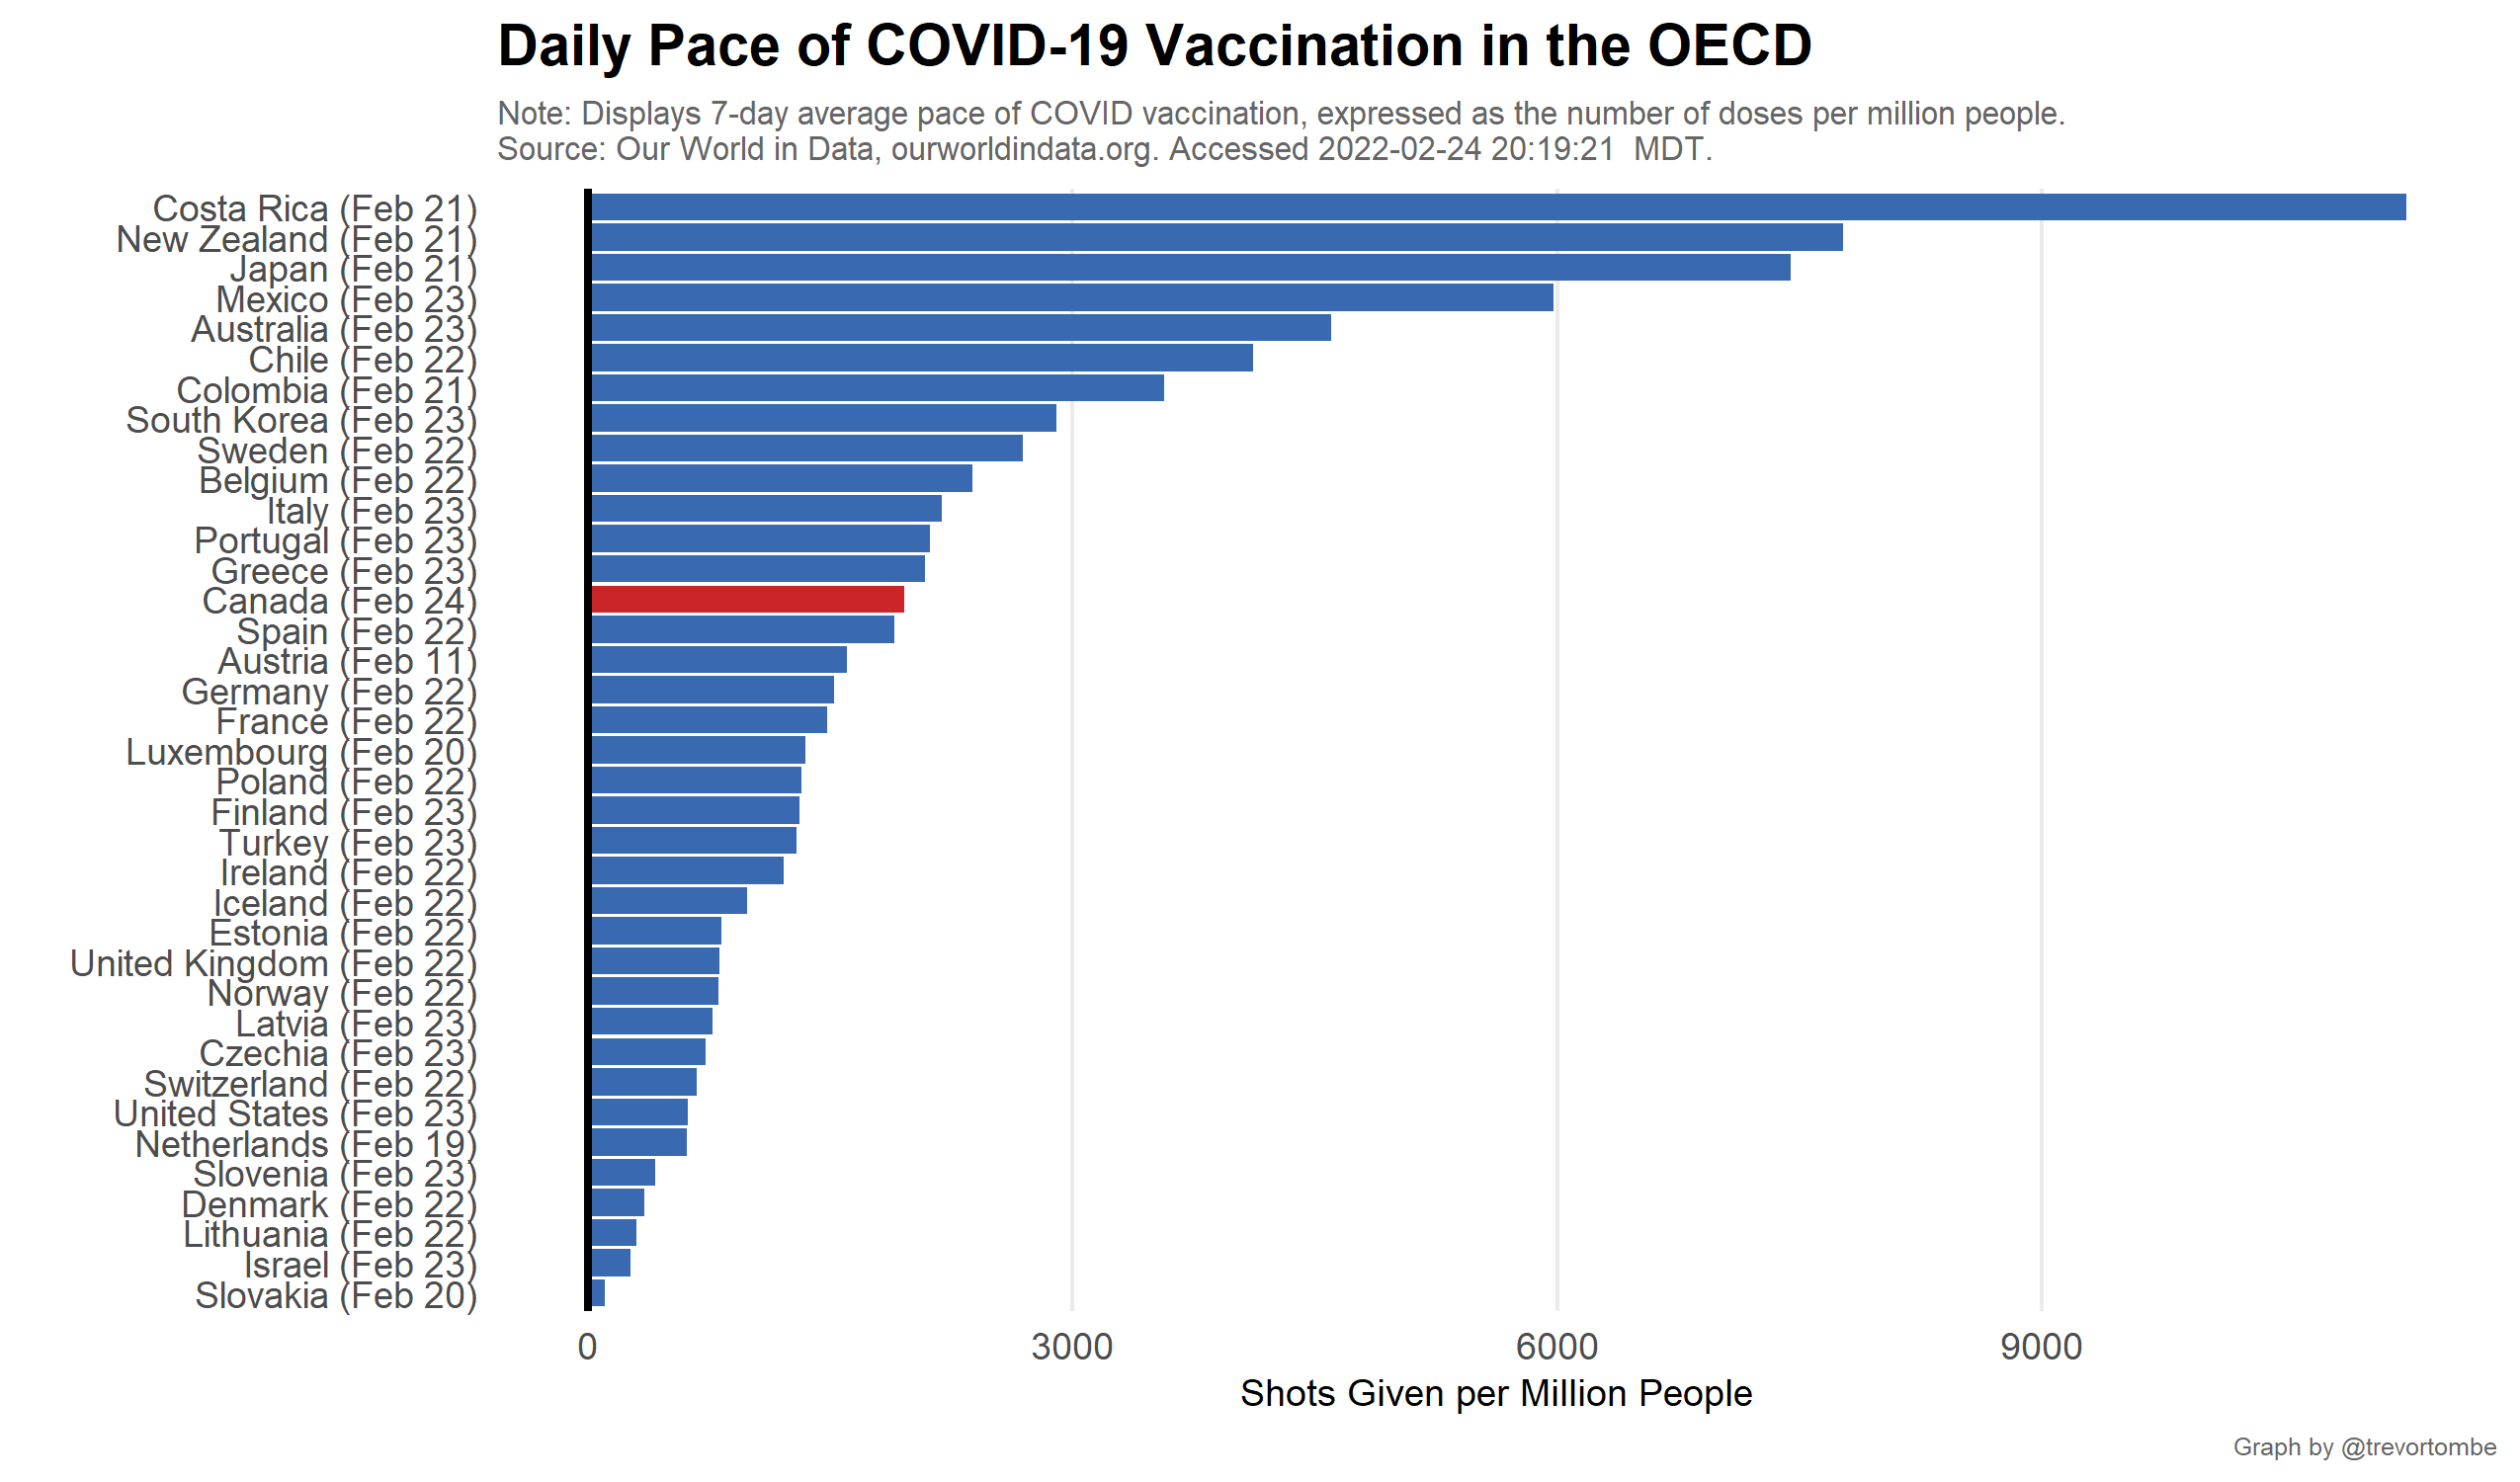 Daily Pace of COVID-19 Vaccination in the OECD
Note: Displays 7-day average pace of COVID vaccination, expressed as the number of doses per million people.
Source: Our World in Data, ourworldindata.org. Accessed 2022-02-24 20:19:21  MDT.
Costa Rica (Feb 21)
New Zealand (Feb 21)
Japan (Feb 21)
Mexico (Feb 23)
Australia (Feb 23)
Chile (Feb 22)
Colombia (Feb 21)
South Korea (Feb 23)
Sweden (Feb 22)
Belgium (Feb 22)
Italy (Feb 23)
Portugal (Feb 23)
Greece (Feb 23)
Canada (Feb 24)
Spain (Feb 22)
Austria (Feb 11)
Germany (Feb 22)
France (Feb 22)
Luxembourg (Feb 20)
Poland (Feb 22)
Finland (Feb 23)
Turkey (Feb 23)
Ireland (Feb 22)
Iceland (Feb 22)
Estonia (Feb 22)
United Kingdom (Feb 22)
Norway (Feb 22)
Latvia (Feb 23)
Czechia (Feb 23)
Switzerland (Feb 22)
United States (Feb 23)
Netherlands (Feb 19)
Slovenia (Feb 23)
Denmark (Feb 22)
Lithuania (Feb 22)
Israel (Feb 23)
Slovakia (Feb 20)
0 3000 6000 9000
Shots Given per Million People
Graph by @trevortombe